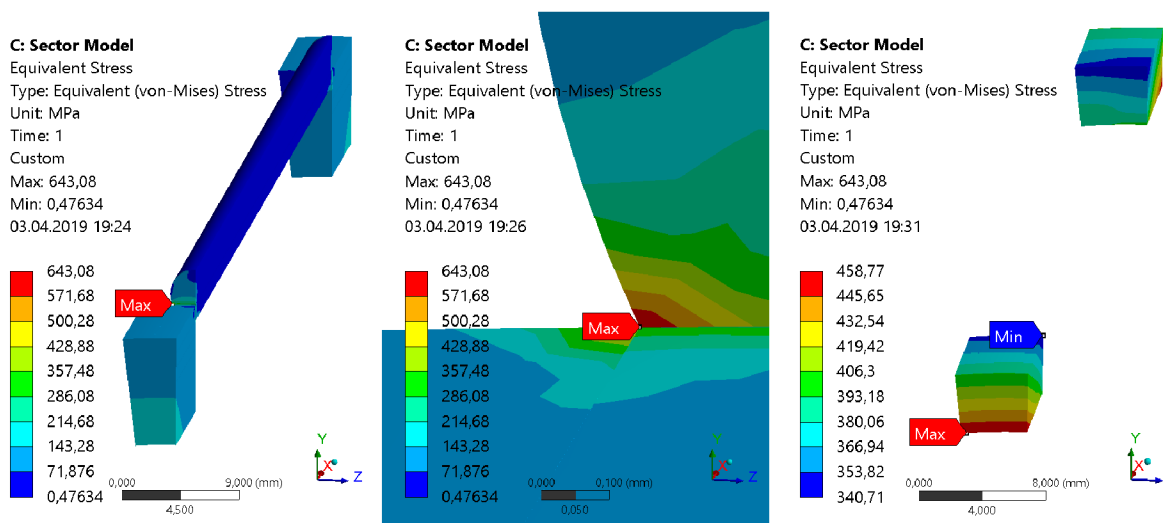 C: Sector Model
Equivalent Stress
Type: Equivalent (von-Mises) Stress
Unit: MPa
Time: 1
Custom
Max: 643,08
Min: 0,47634
03.04.2019 19:24
643,08
571,68
500,28
428,88
357,48
286,08
214,68
143,28
71,876
0,47634
Max
Y
X
Z
0,000
9,000 (mm)
4,500
C: Sector Model
Equivalent Stress
Type: Equivalent (von-Mises) Stress
Unit: MPa
Time: 1
Custom
Max: 643,08
Min: 0,47634
03.04.2019 19:26
643,08
571,68
500,28
428,88
357,48
286,08
214,68
143,28
71,876
0,47634
Max
Y
X
Z
0,000
0,100 (mm)
0,050
C: Sector Model
Equivalent Stress
Type: Equivalent (von-Mises) Stress
Unit: MPa
Time: 1
Custom
Max: 643,08
Min: 0,47634
03.04.2019 19:31
458,77
445,65
432,54
419,42
406,3
393,18
380,06
366,94
353,82
340,71
Min
Max
Y
X
Z
0,000
8,000 (mm)
4,000